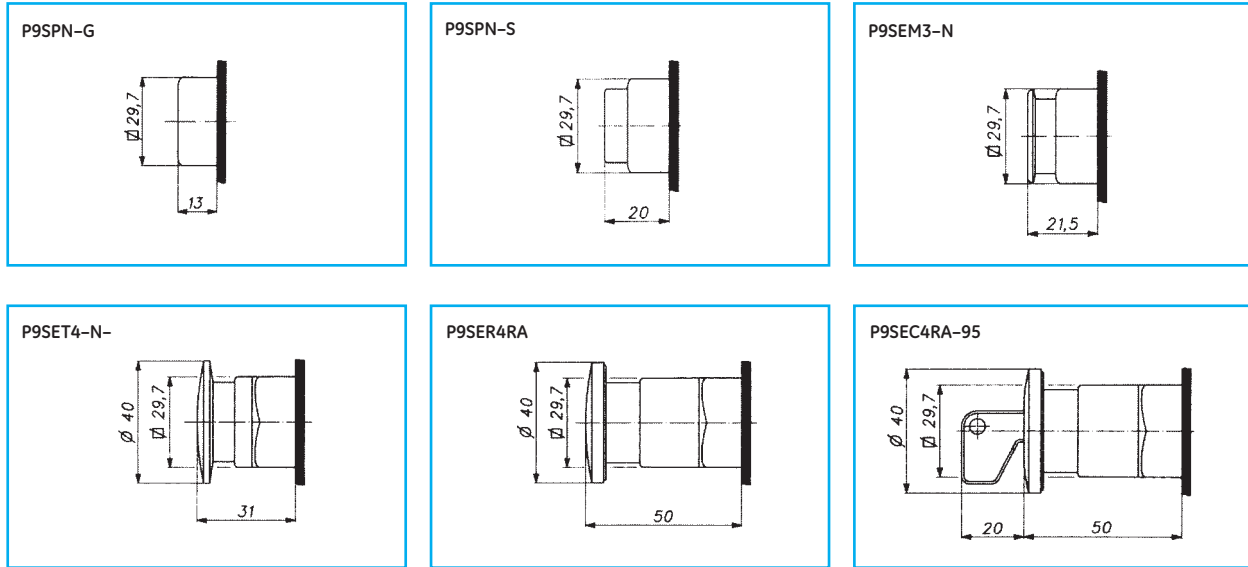 P9SPN-G
⌀ 29,7
13
P9SPN-S
⌀ 29,7
20
P9SEM3-N
⌀ 29,7
21,5
P9SET4-N-
Ø 40
⌀ 29,7
31
P9SER4RA
Ø 40
⌀ 29,7
50
P9SEC4RA-95
Ø 40
⌀ 29,7
20
50